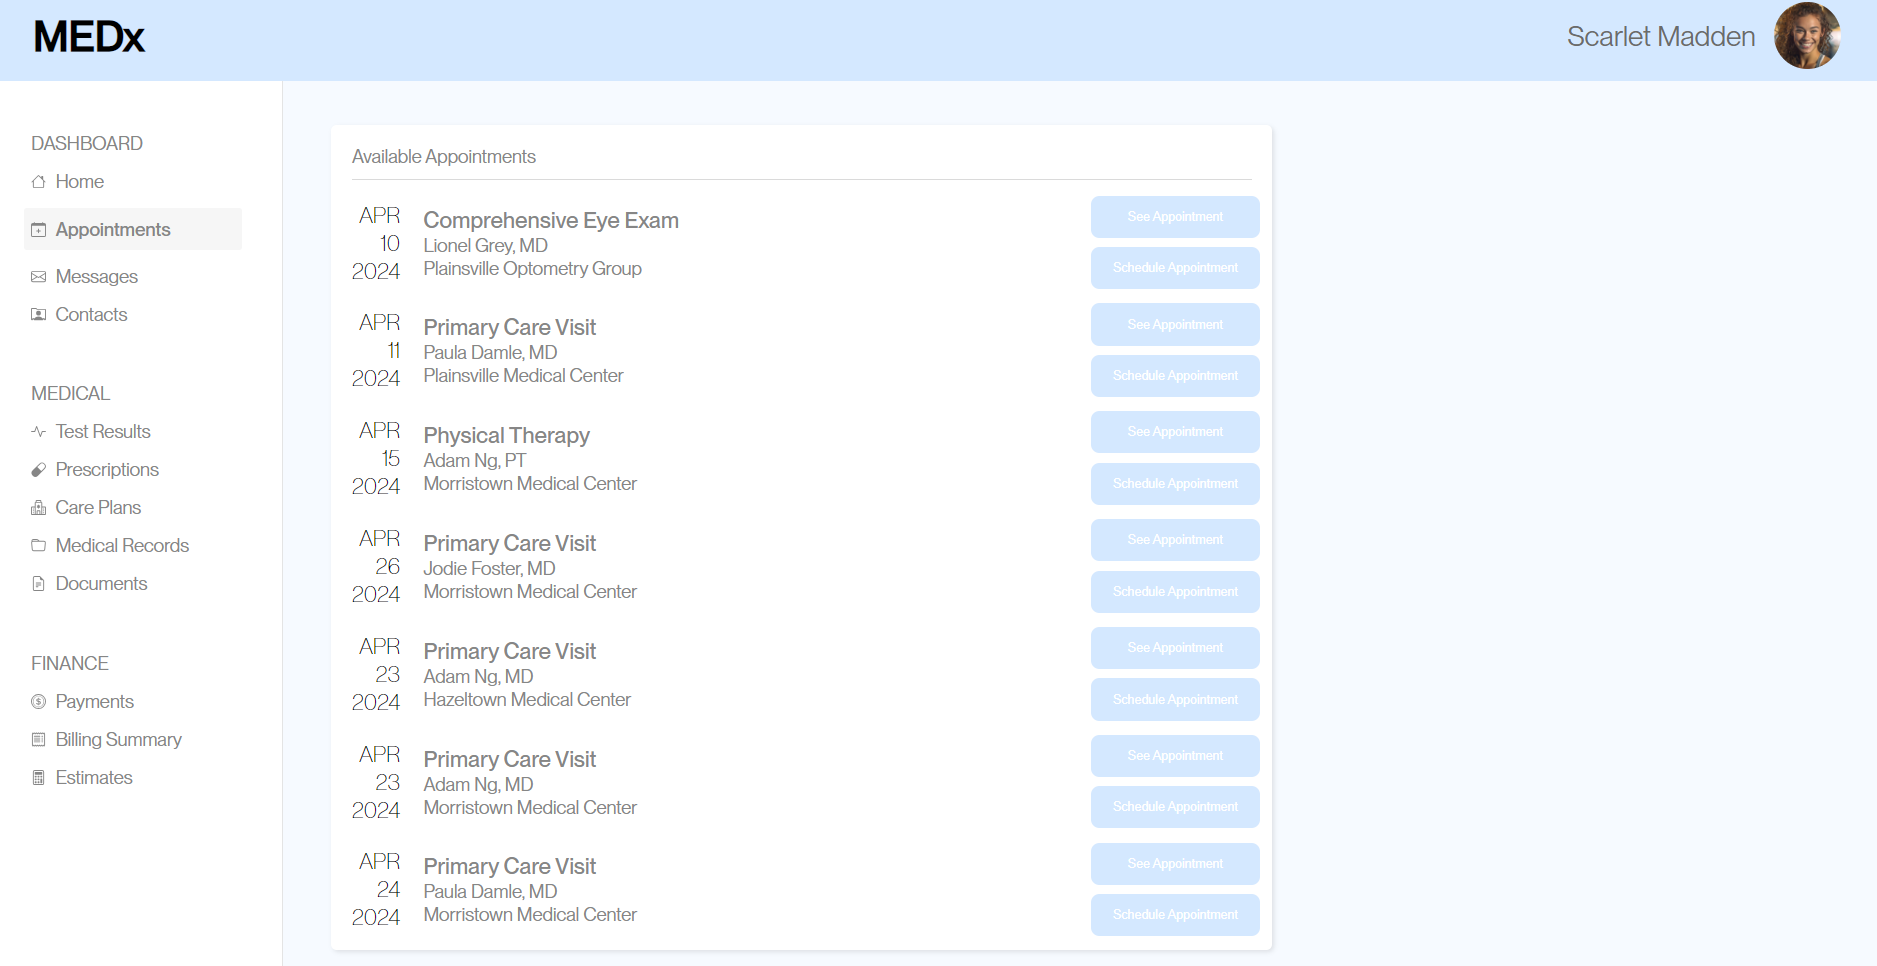 MEDx
Scarlet Madden
DASHBOARD
Home
Appointments
Messages
Contacts
MEDICAL
Test Results
Prescriptions
Care Plans
Medical Records
Documents
FINANCE
Payments
Billing Summary
Estimates
Available Appointments
APR
10
2024
Comprehensive Eye Exam
Lionel Grey, MD
Plainsville Optometry Group
See Appointment
Schedule Appointment
APR
11
2024
Primary Care Visit
Paula Damle, MD
Plainsville Medical Center
See Appointment
Schedule Appointment
APR
15
2024
Physical Therapy
Adam Ng, PT
Morristown Medical Center
See Appointment
Schedule Appointment
APR
26
2024
Primary Care Visit
Jodie Foster, MD
Morristown Medical Center
See Appointment
Schedule Appointment
APR
23
2024
Primary Care Visit
Adam Ng, MD
Hazeltown Medical Center
See Appointment
Schedule Appointment
APR
23
2024
Primary Care Visit
Adam Ng, MD
Morristown Medical Center
See Appointment
Schedule Appointment
APR
24
2024
Primary Care Visit
Paula Damle, MD
Morristown Medical Center
See Appointment
Schedule Appointment